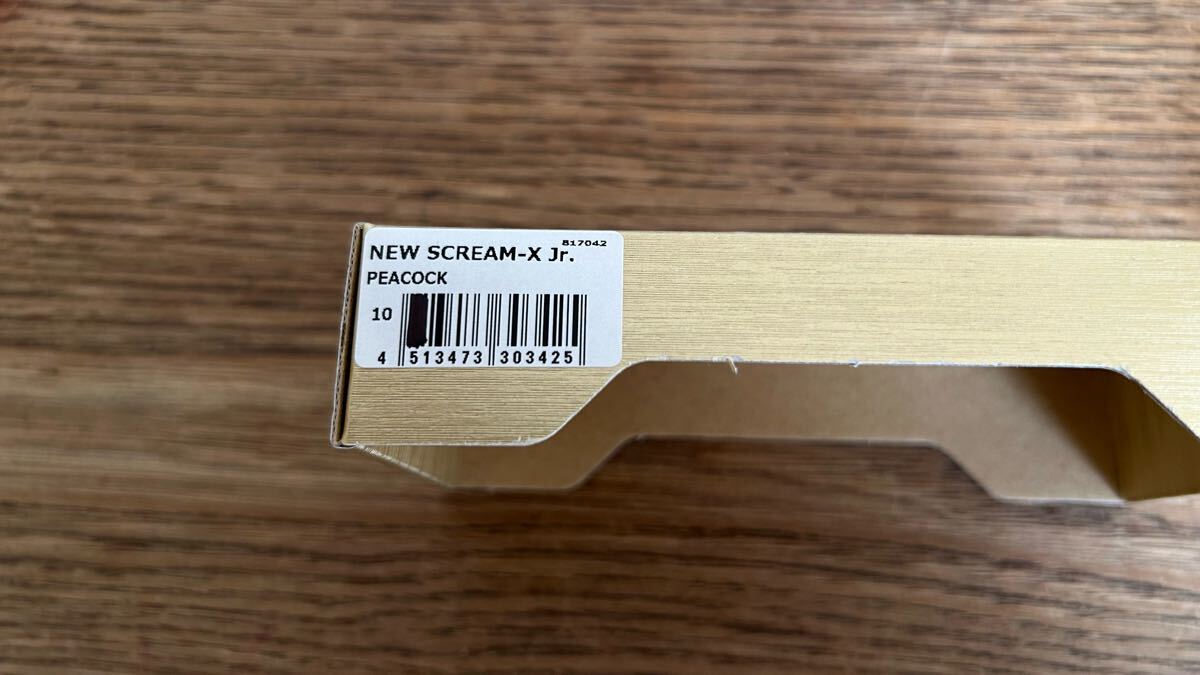 817042
NEW SCREAM-X Jr.
PEACOCK
10
4 513473 303425